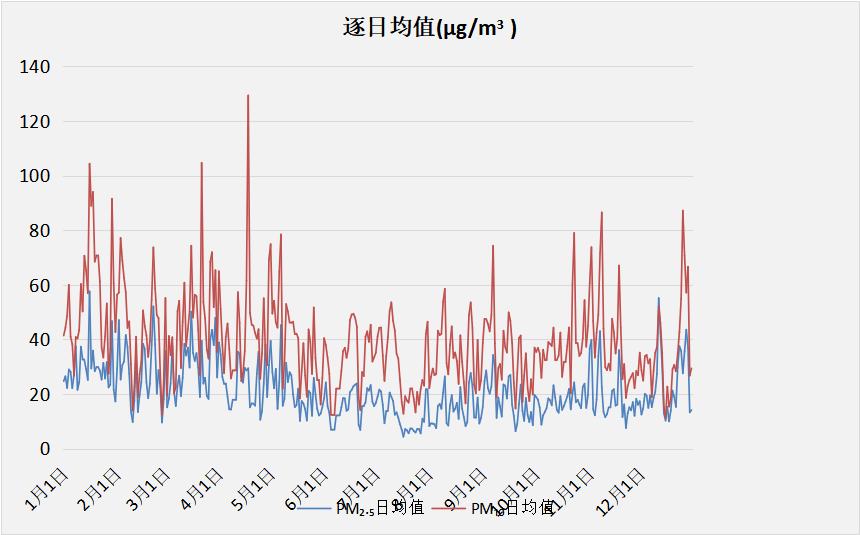 逐日均值(μg/m³ )
140
120
100
80
60
40
20
0
1月1日
2月1日
3月1日
4月1日
5月1日
6月1日
7月1日
8月1日
9月1日
10月1日
11月1日
12月1日
PM₂.₅日均值
PM₁₀日均值